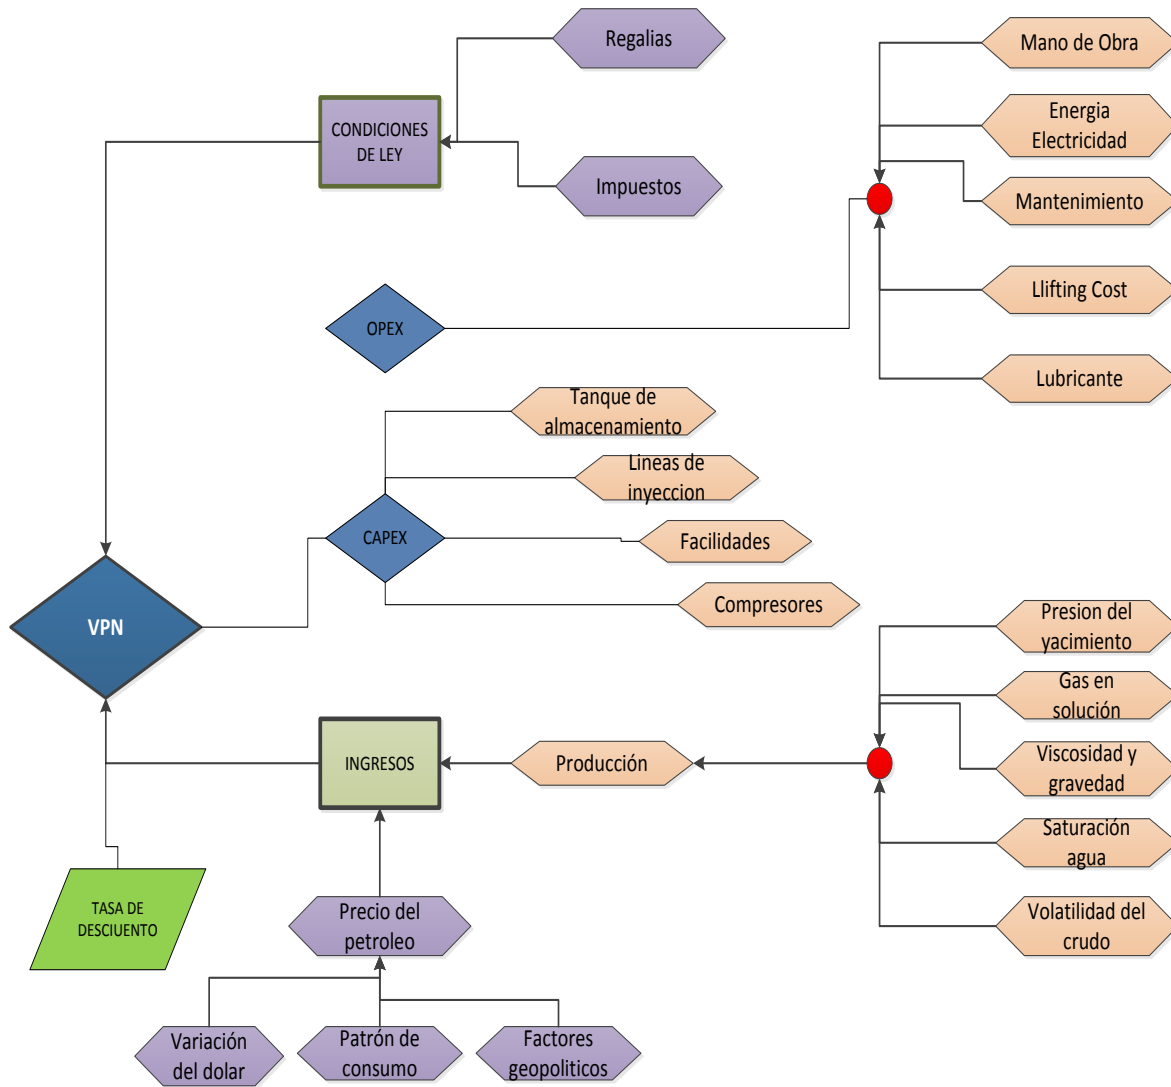 Regalias
CONDICIONES
DE LEY
Impuestos
Mano de Obra
Energia
Electricidad
Mantenimiento
Llifting Cost
Lubricante
OPEX
Tanque de
almacenamiento
Lineas de
inyeccion
CAPEX
Facilidades
Compresores
VPN
Presion del
yacimiento
Gas en
solución
Viscosidad y
gravedad
Saturación
agua
Volatilidad del
crudo
INGRESOS
Producción
TASA DE
DESCIUENTO
Precio del
petroleo
Variación
del dolar
Patrón de
consumo
Factores
geopoliticos